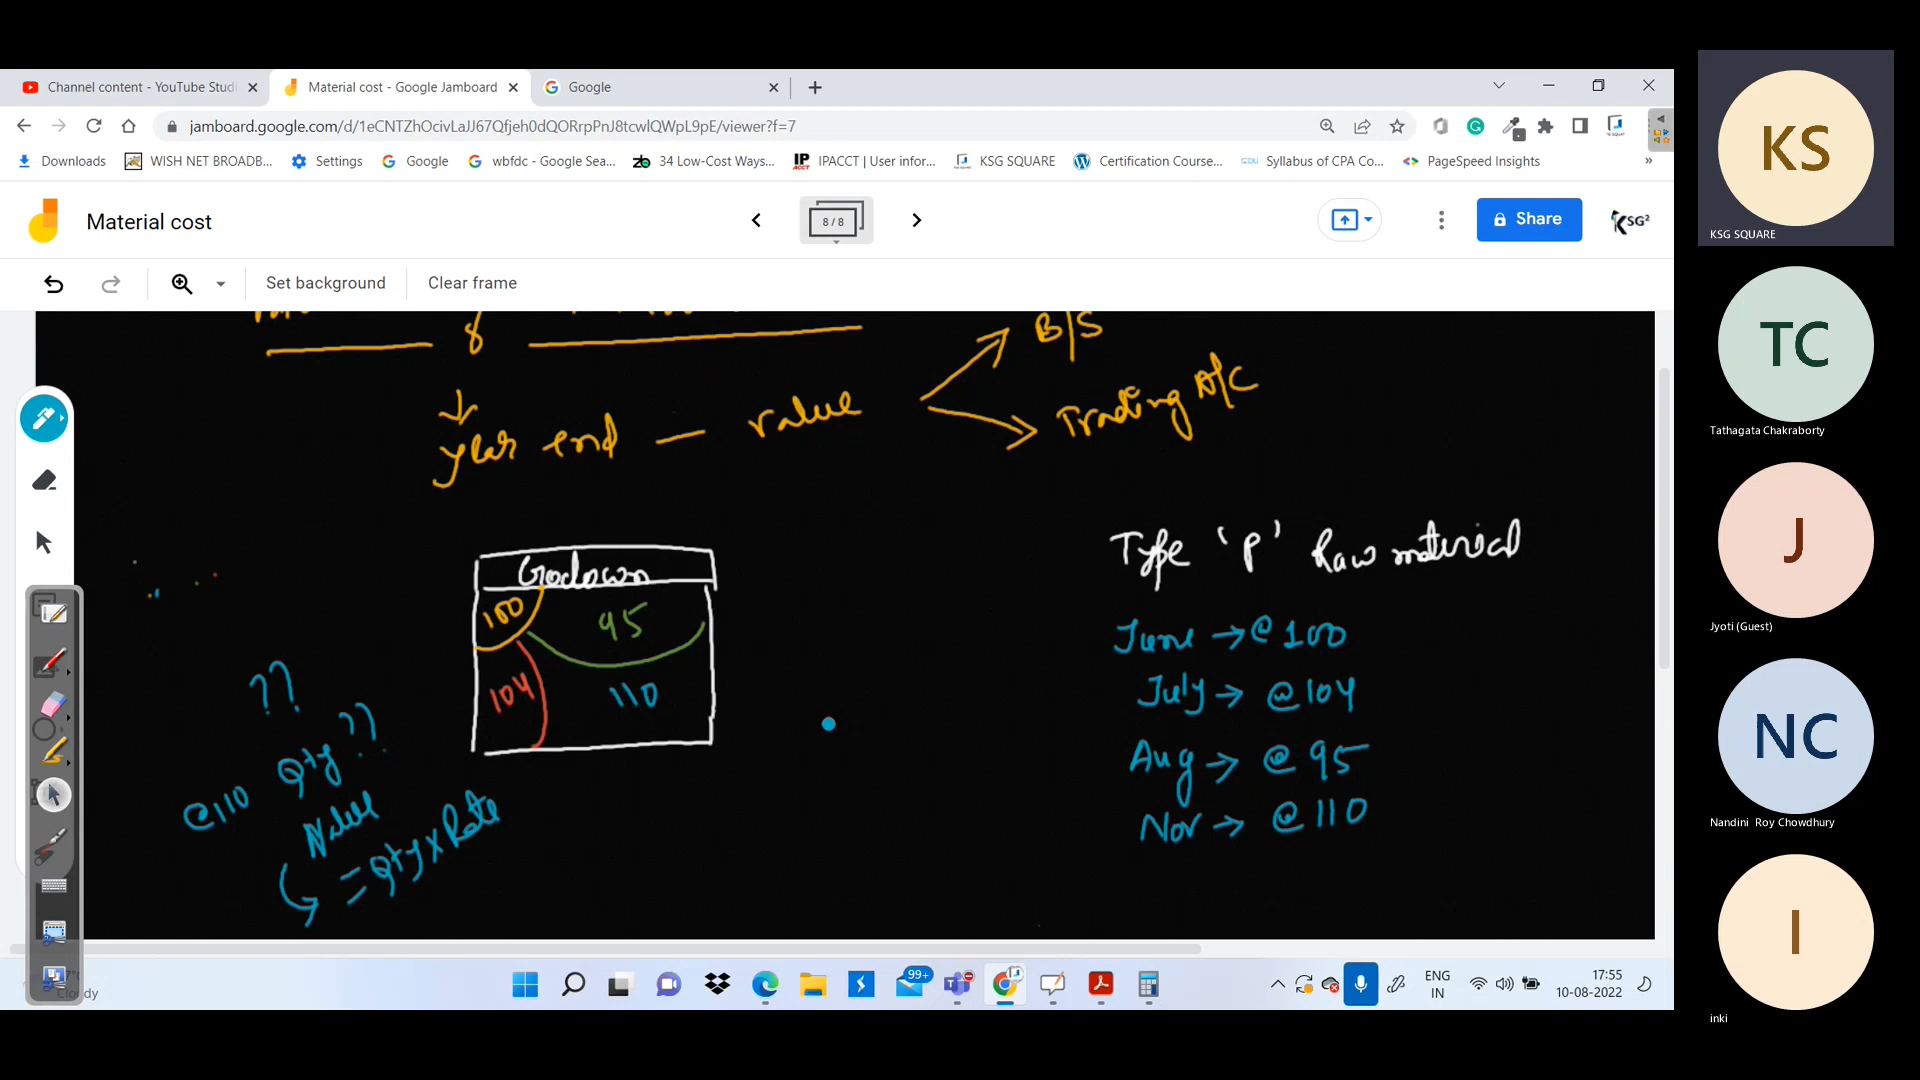 Channel content - YouTube Studi
Material cost - Google Jamboard
Google
jamboard.google.com/d/1eCNTZhOcivLaJJ67Qfjeh0dQORrpPnJ8tcwlQWpL9pE/viewer?f=7
Downloads
WISH NET BROADB...
Settings
Google
wbfdc - Google Sea...
34 Low-Cost Ways...
IPACCT | User infor...
KSG SQUARE
Certification Course...
Syllabus of CPA Co...
PageSpeed Insights
»
Material cost
8 / 8
Share
KSG²
Set background
Clear frame
B/S
year end — value
Trading A/C
Godown
100
95
104
110
Type 'P' Raw material
June → @ 100
July → @ 104
Aug → @ 95
Nov → @ 110
??
Qty ??
@110
Value
= Qty x Rate
Cloudy
99+
ENG
IN
17:55
10-08-2022
KS
KSG SQUARE
TC
Tathagata Chakraborty
J
Jyoti (Guest)
NC
Nandini Roy Chowdhury
I
inki